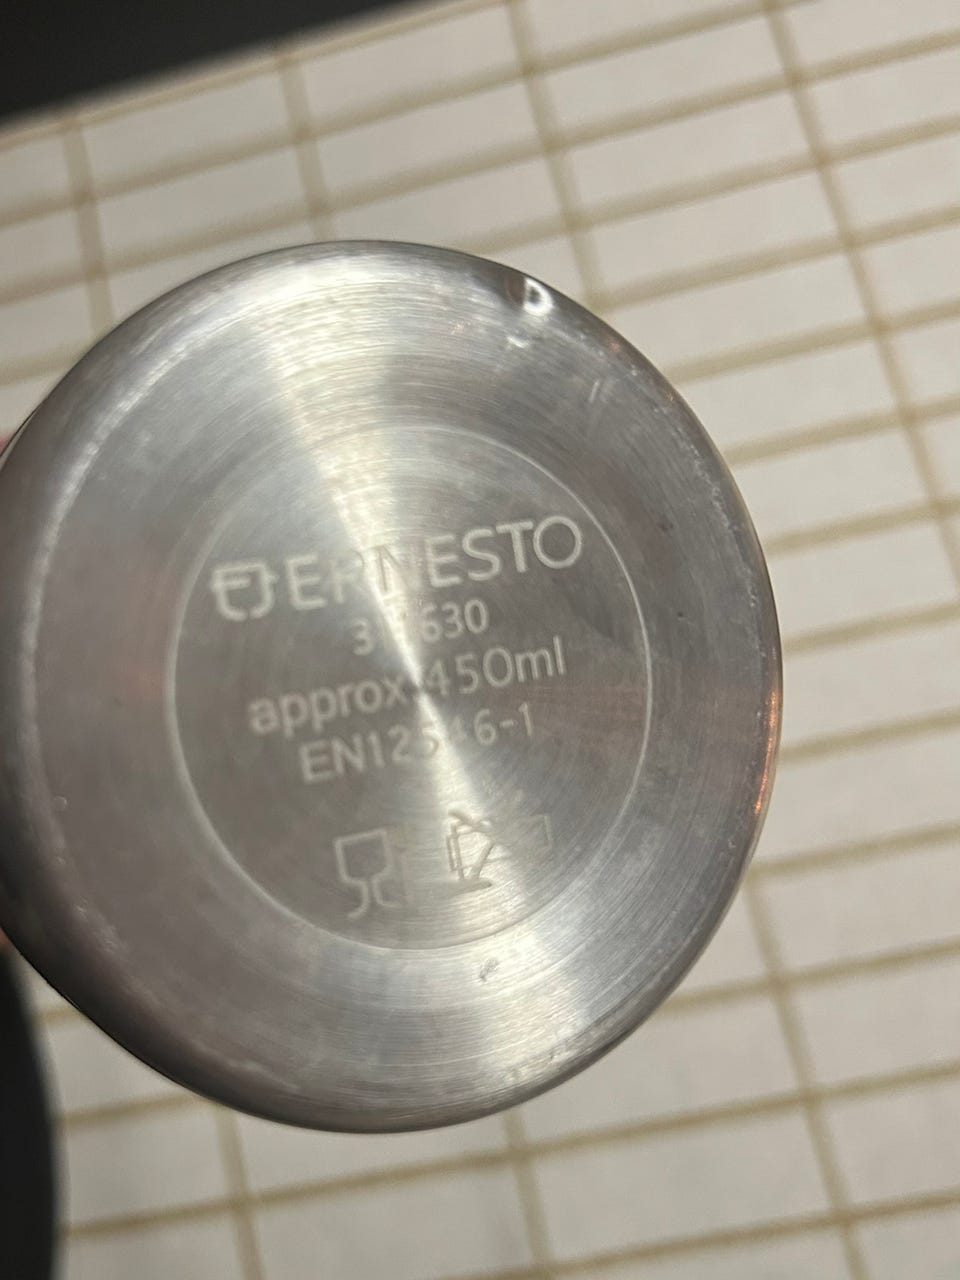 ERNESTO
approx. 450ml
EN12546-1